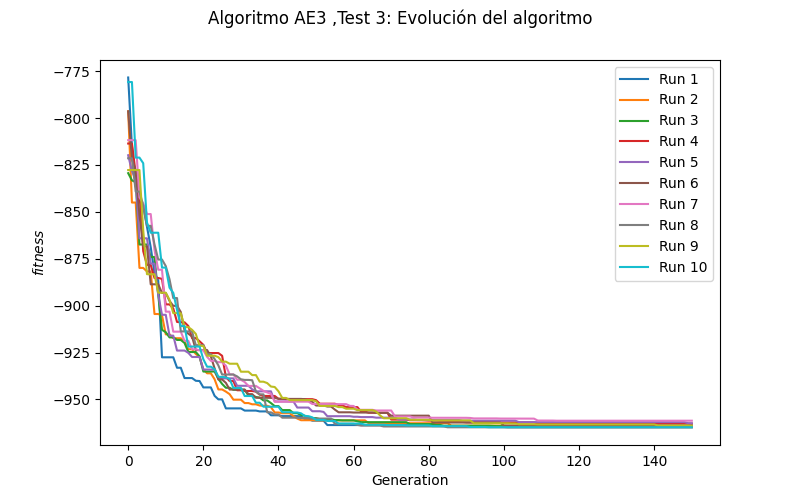 Algoritmo AE3 ,Test 3: Evolución del algoritmo
−775
−800
−825
−850
−875
−900
−925
−950
fitness
0 20 40 60 80 100 120 140
Generation
Run 1
Run 2
Run 3
Run 4
Run 5
Run 6
Run 7
Run 8
Run 9
Run 10